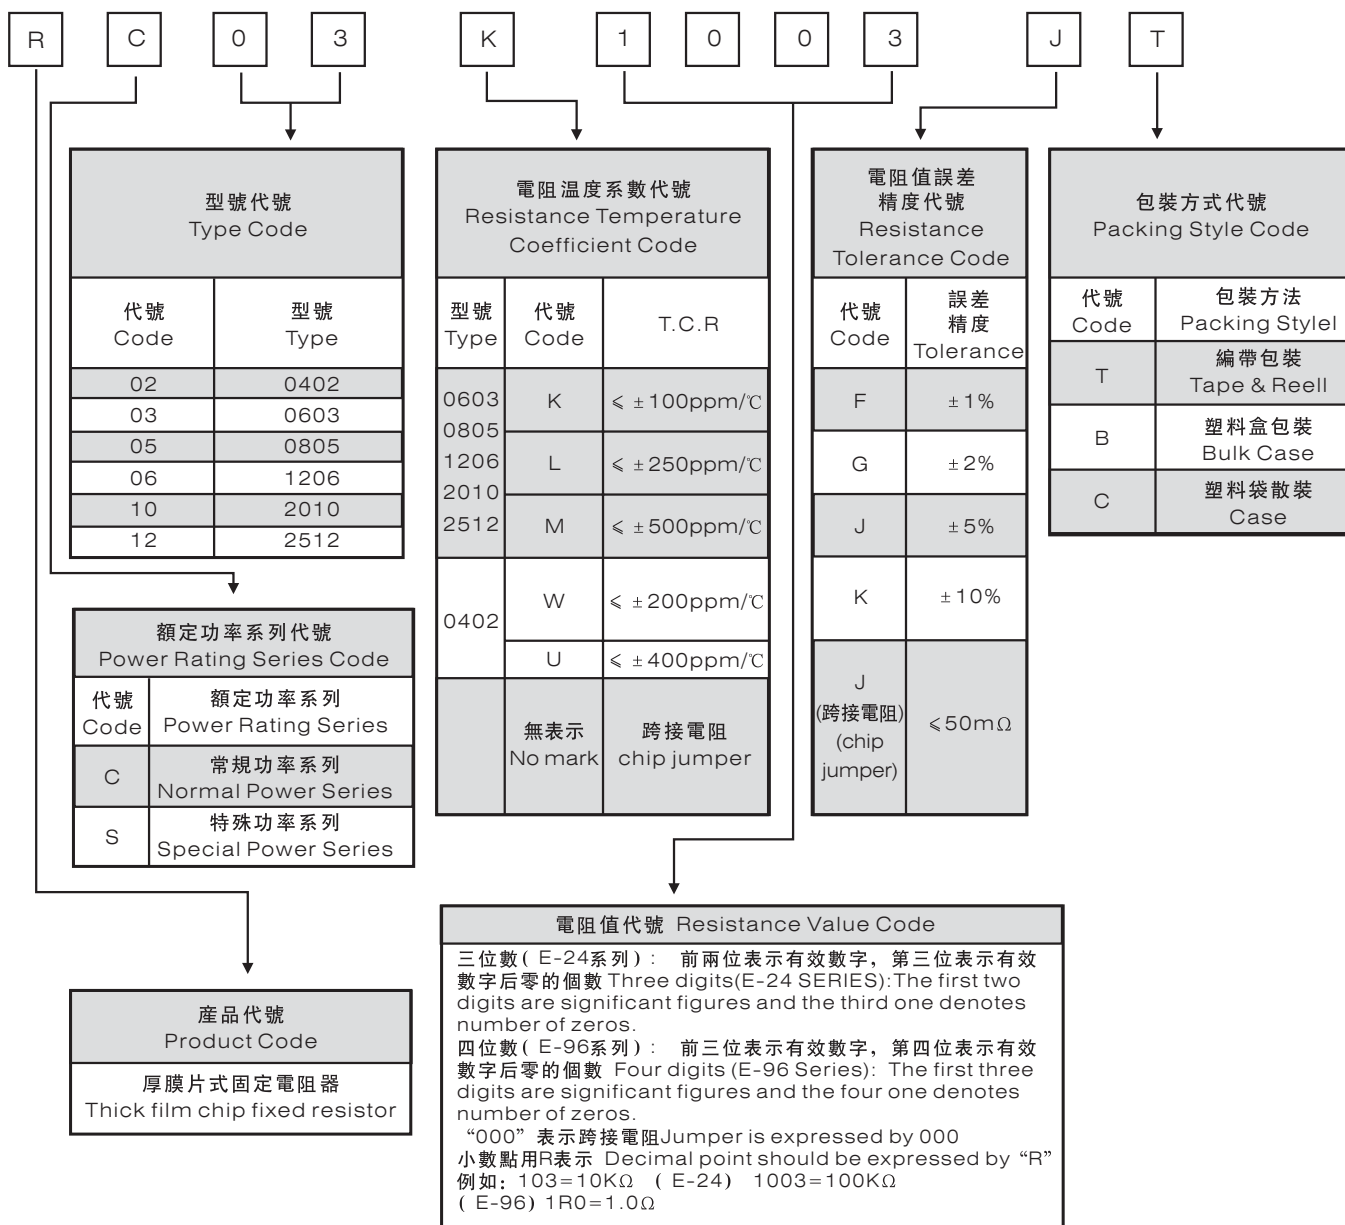 R C 0 3 K 1 0 0 3 J T
型號代號
Type Code
代號 型號
Code Type
02 0402
03 0603
05 0805
06 1206
10 2010
12 2512
額定功率系列代號
Power Rating Series Code
代號 額定功率系列
Code Power Rating Series
C 常規功率系列
Normal Power Series
S 特殊功率系列
Special Power Series
産品代號
Product Code
厚膜片式固定電阻器
Thick film chip fixed resistor
電阻温度系數代號
Resistance Temperature
Coefficient Code
型號 代號 T.C.R
Type Code
0603 K ≤ ±100ppm/℃
0805
1206 L ≤ ±250ppm/℃
2010
2512 M ≤ ±500ppm/℃
0402 W ≤ ±200ppm/℃
U ≤ ±400ppm/℃
無表示 跨接電阻
No mark chip jumper
電阻值誤差
精度代號
Resistance
Tolerance Code
代號 誤差
Code 精度
Tolerance
F ±1%
G ±2%
J ±5%
K ±10%
J
(跨接電阻) ≤50mΩ
(chip
jumper)
包裝方式代號
Packing Style Code
代號 包裝方法
Code Packing Stylel
T 編帶包裝
Tape & Reell
B 塑料盒包裝
Bulk Case
C 塑料袋散裝
Case
電阻值代號 Resistance Value Code
三位數( E-24系列)： 前兩位表示有效數字，第三位表示有效
數字后零的個數 Three digits(E-24 SERIES):The first two
digits are significant figures and the third one denotes
number of zeros.
四位數( E-96系列)： 前三位表示有效數字，第四位表示有效
數字后零的個數 Four digits (E-96 Series): The first three
digits are significant figures and the four one denotes
number of zeros.
“000”表示跨接電阻Jumper is expressed by 000
小數點用R表示 Decimal point should be expressed by “R”
例如: 103=10KΩ ( E-24) 1003=100KΩ
( E-96) 1R0=1.0Ω